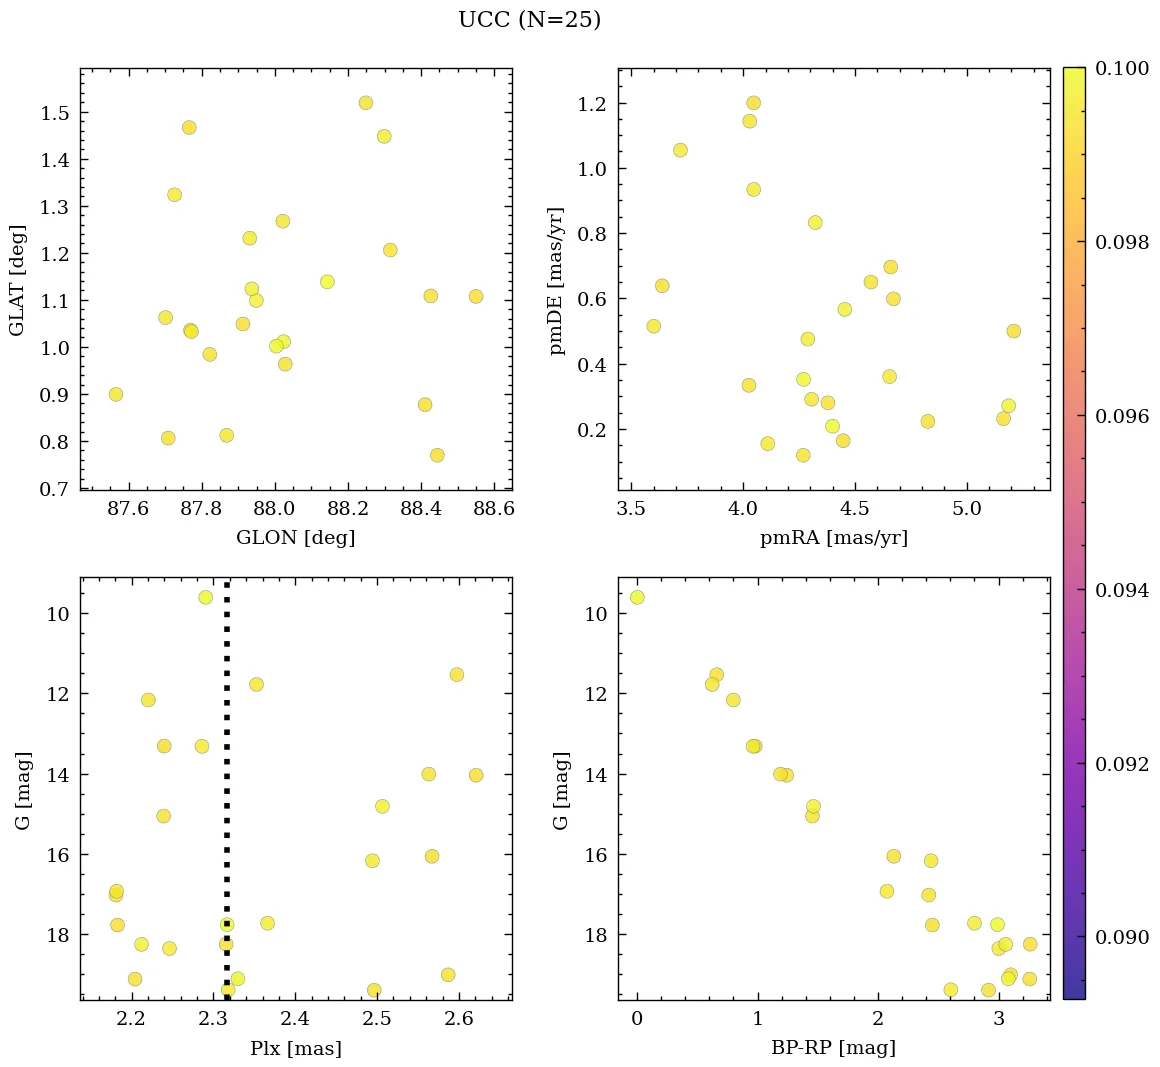 UCC (N=25)
1.5
1.4
1.3
1.2
1.1
1.0
0.9
0.8
0.7
GLAT [deg]
87.6 87.8 88.0 88.2 88.4 88.6
GLON [deg]
1.2
1.0
0.8
0.6
0.4
0.2
pmDE [mas/yr]
3.5 4.0 4.5 5.0
pmRA [mas/yr]
0.100
0.098
0.096
0.094
0.092
0.090
10
12
14
16
18
G [mag]
2.2 2.3 2.4 2.5 2.6
Plx [mas]
10
12
14
16
18
G [mag]
0 1 2 3
BP-RP [mag]